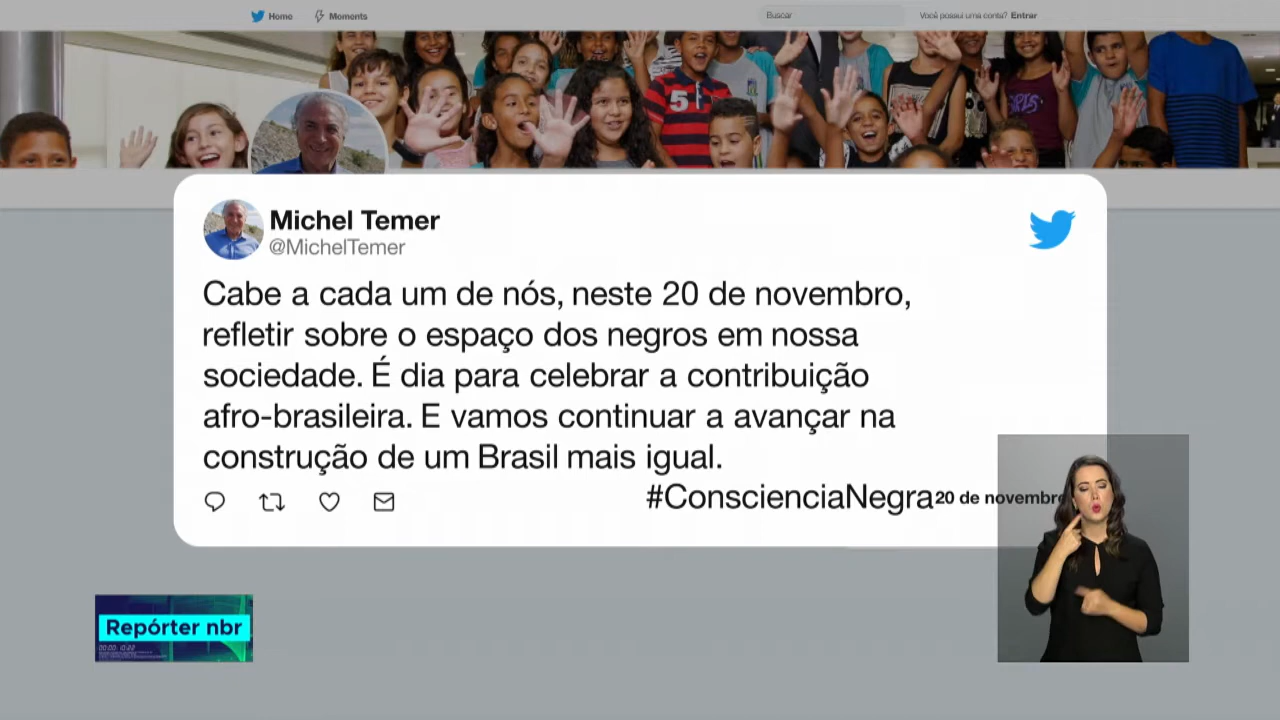 Home Moments Buscar Você possui uma conta? Entrar
5
Michel Temer
@MichelTemer
Cabe a cada um de nós, neste 20 de novembro,
refletir sobre o espaço dos negros em nossa
sociedade. É dia para celebrar a contribuição
afro-brasileira. E vamos continuar a avançar na
construção de um Brasil mais igual.
#ConscienciaNegra 20 de novembro
Repórter nbr